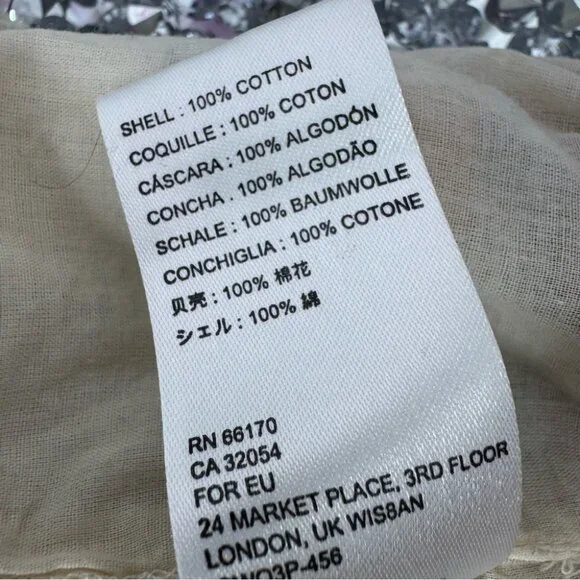 SHELL : 100% COTTON
COQUILLE : 100% COTON
CÁSCARA : 100% ALGODÓN
CONCHA : 100% ALGODÃO
SCHALE : 100% BAUMWOLLE
CONCHIGLIA : 100% COTONE
贝壳 : 100% 棉花
シェル : 100% 綿
RN 66170
CA 32054
FOR EU
24 MARKET PLACE, 3RD FLOOR
LONDON, UK WIS8AN